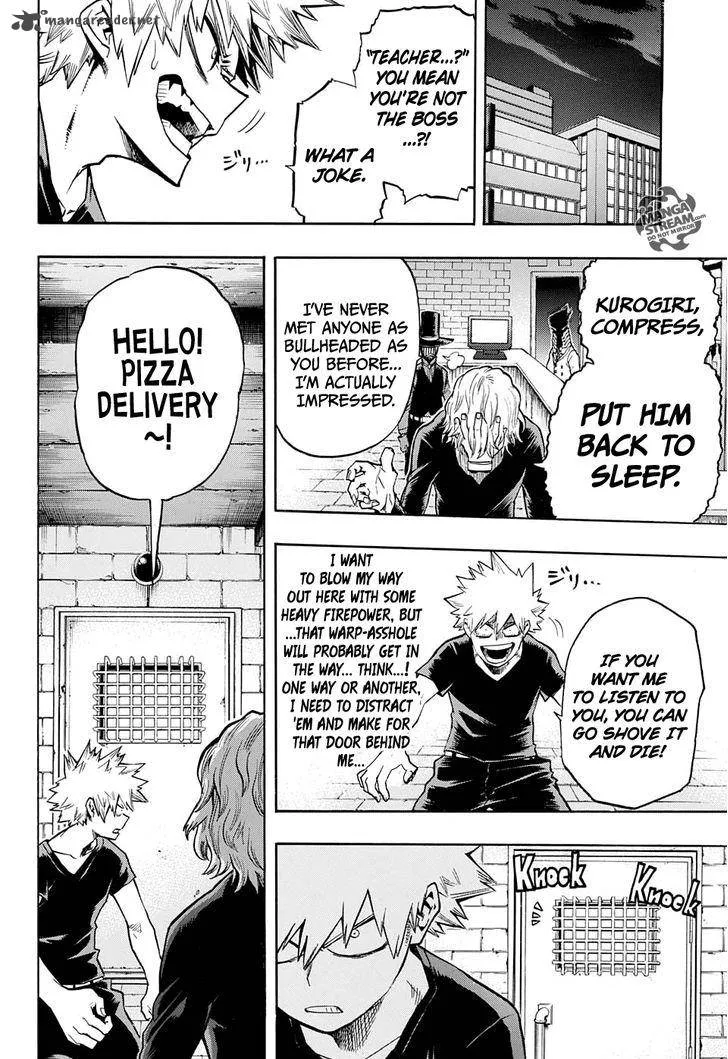 mangareader.net
"TEACHER...?"
YOU MEAN
YOU'RE NOT
THE BOSS
...?!
WHAT A
JOKE.
ジリ...
MANGA
STREAM.com
DO NOT MIRROR!
KUROGIRI,
COMPRESS,
PUT HIM
BACK TO
SLEEP.
I'VE NEVER
MET ANYONE AS
BULLHEADED AS
YOU BEFORE...
I'M ACTUALLY
IMPRESSED.
IF YOU
WANT ME
TO LISTEN TO
YOU, YOU CAN
GO SHOVE IT
AND DIE!
ジリ...
I WANT
TO BLOW MY WAY
OUT HERE WITH SOME
HEAVY FIREPOWER, BUT
...THAT WARP-ASSHOLE
WILL PROBABLY GET IN
THE WAY... THINK...!
ONE WAY OR ANOTHER,
I NEED TO DISTRACT
'EM AND MAKE FOR
THAT DOOR BEHIND
ME...
KNOCK
KNOCK
HELLO!
PIZZA
DELIVERY
~!